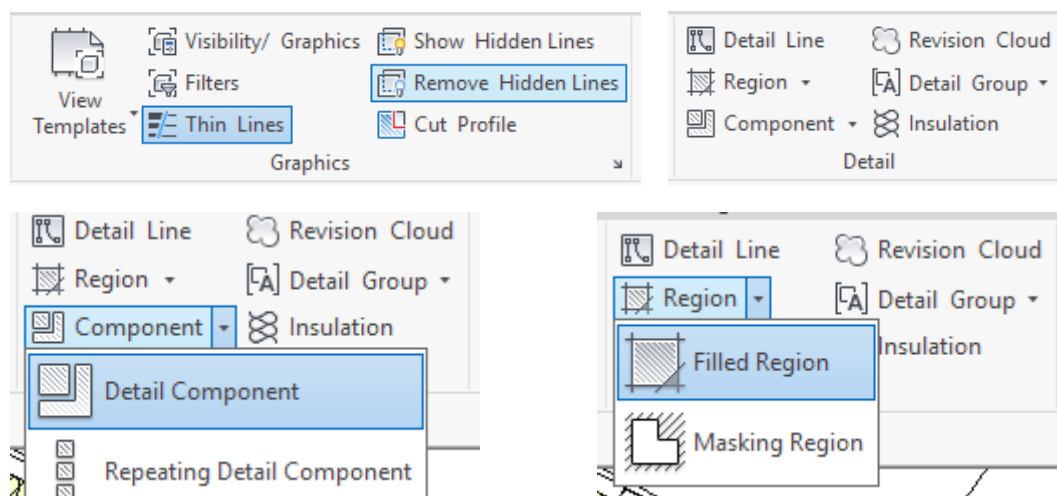 View
Templates
Visibility/ Graphics
Filters
Thin Lines
Show Hidden Lines
Remove Hidden Lines
Cut Profile
Graphics
Detail Line
Region
Component
Revision Cloud
Detail Group
Insulation
Detail
Detail Line
Region
Component
Revision Cloud
Detail Group
Insulation
Detail Component
Repeating Detail Component
Detail Line
Region
Revision Cloud
Detail Group
Insulation
Filled Region
Masking Region